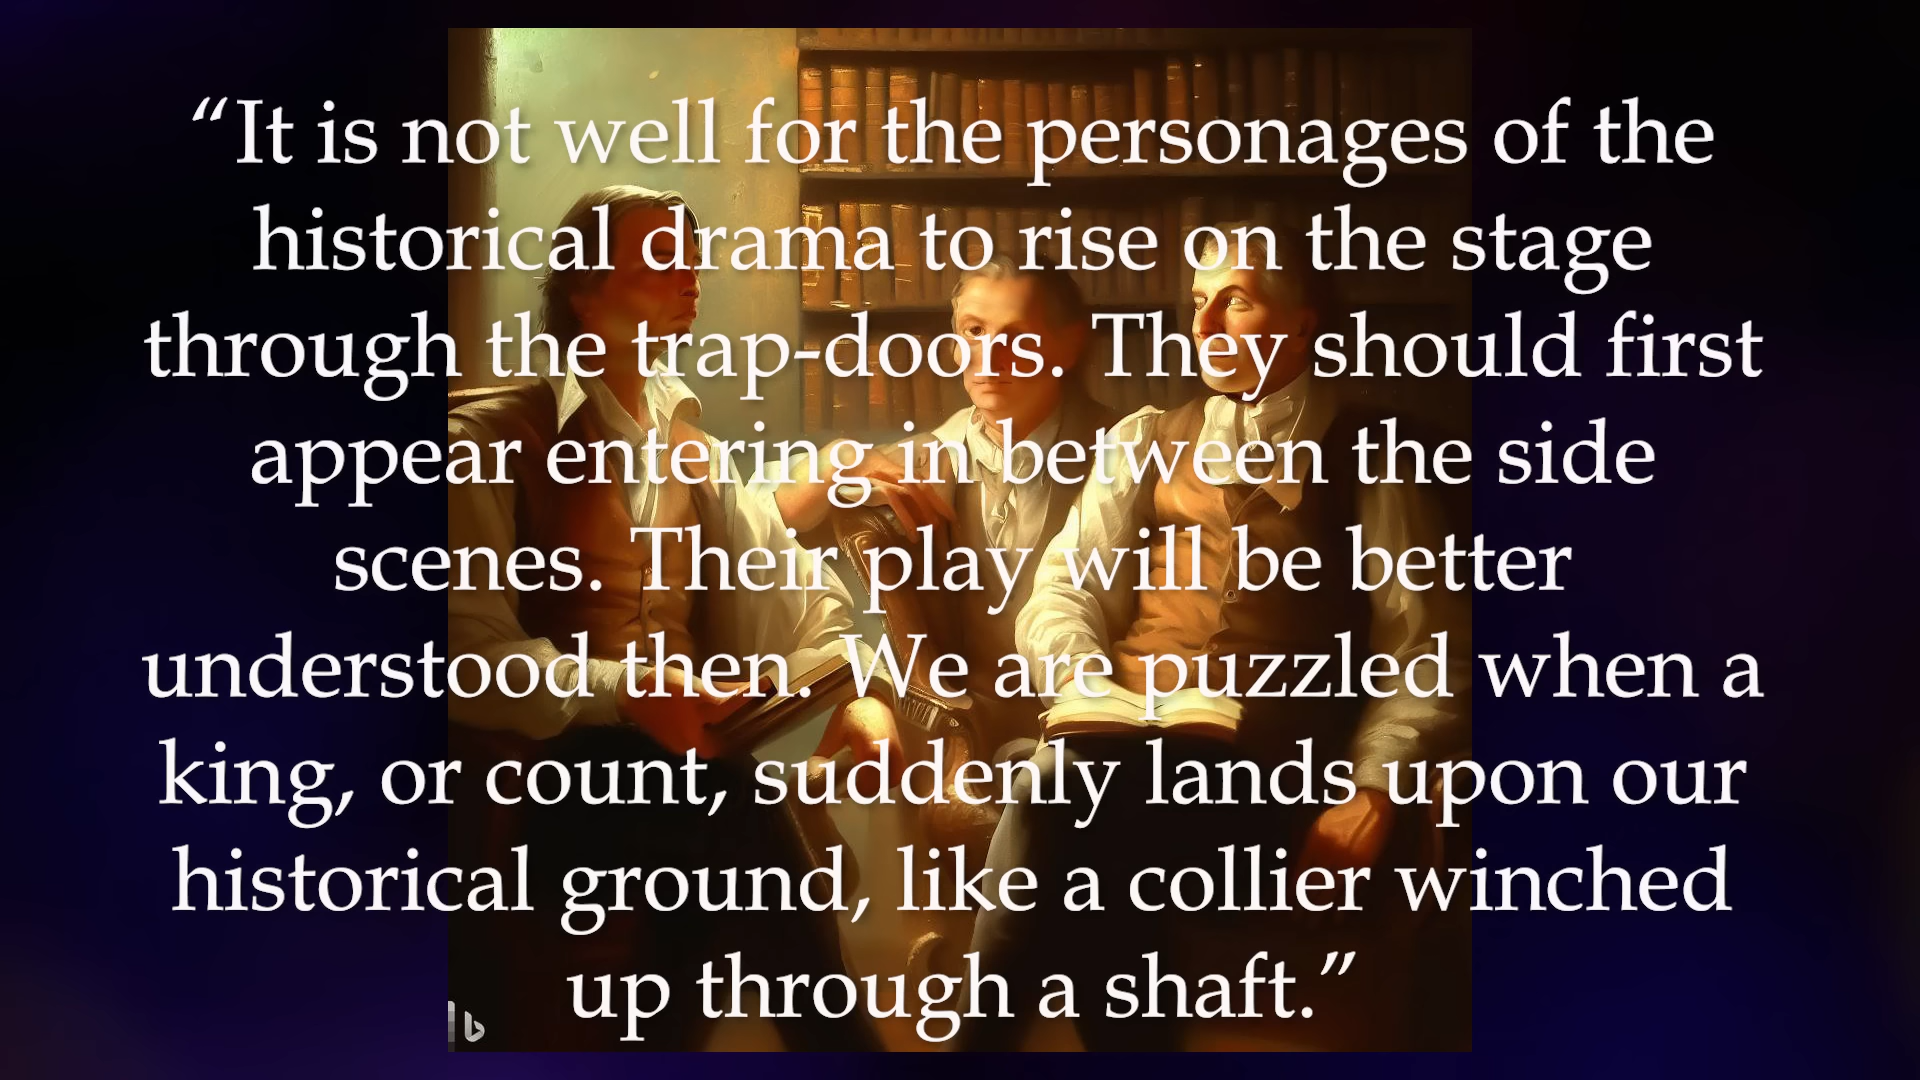 “It is not well for the personages of the
historical drama to rise on the stage
through the trap-doors. They should first
appear entering in between the side
scenes. Their play will be better
understood then. We are puzzled when a
king, or count, suddenly lands upon our
historical ground, like a collier winched
up through a shaft.”